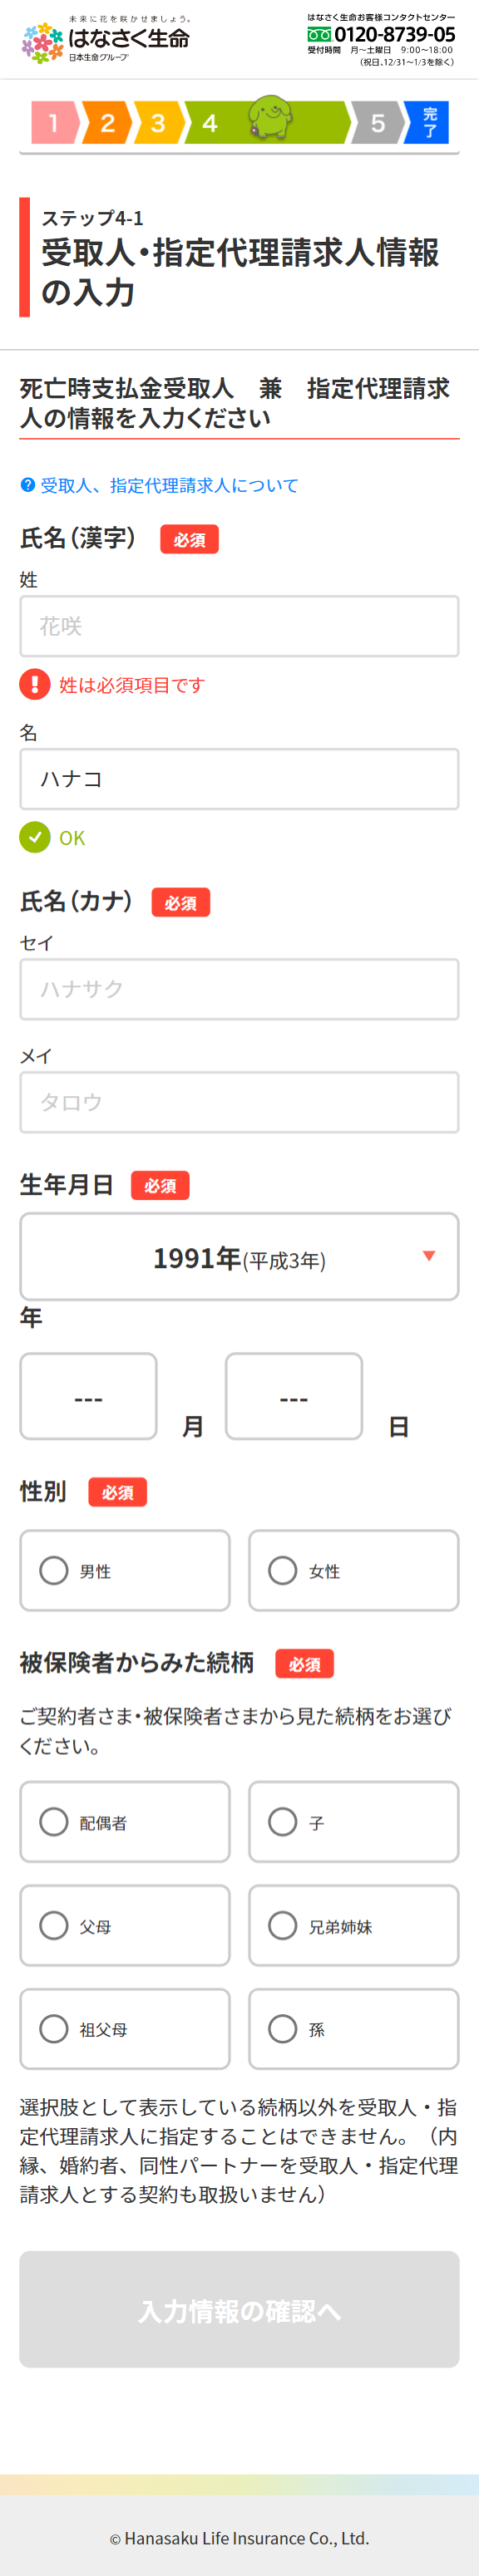 未来に花を咲かせましょう。
はなさく生命
日本生命グループ
はなさく生命お客様コンタクトセンター
0120-8739-05
受付時間 月〜土曜日 9:00〜18:00
(祝日、12/31〜1/3を除く)
1 2 3 4 5 完了
ステップ4-1
受取人・指定代理請求人情報
の入力
死亡時支払金受取人 兼 指定代理請求
人の情報を入力ください
? 受取人、指定代理請求人について
氏名（漢字） 必須
姓
花咲
! 姓は必須項目です
名
ハナコ
OK
氏名（カナ） 必須
セイ
ハナサク
メイ
タロウ
生年月日 必須
1991年(平成3年)
年
--- 月 --- 日
性別 必須
男性 女性
被保険者からみた続柄 必須
ご契約者さま・被保険者さまから見た続柄をお選び
ください。
配偶者 子
父母 兄弟姉妹
祖父母 孫
選択肢として表示している続柄以外を受取人・指
定代理請求人に指定することはできません。（内
縁、婚約者、同性パートナーを受取人・指定代理
請求人とする契約も取扱いません）
入力情報の確認へ
© Hanasaku Life Insurance Co., Ltd.